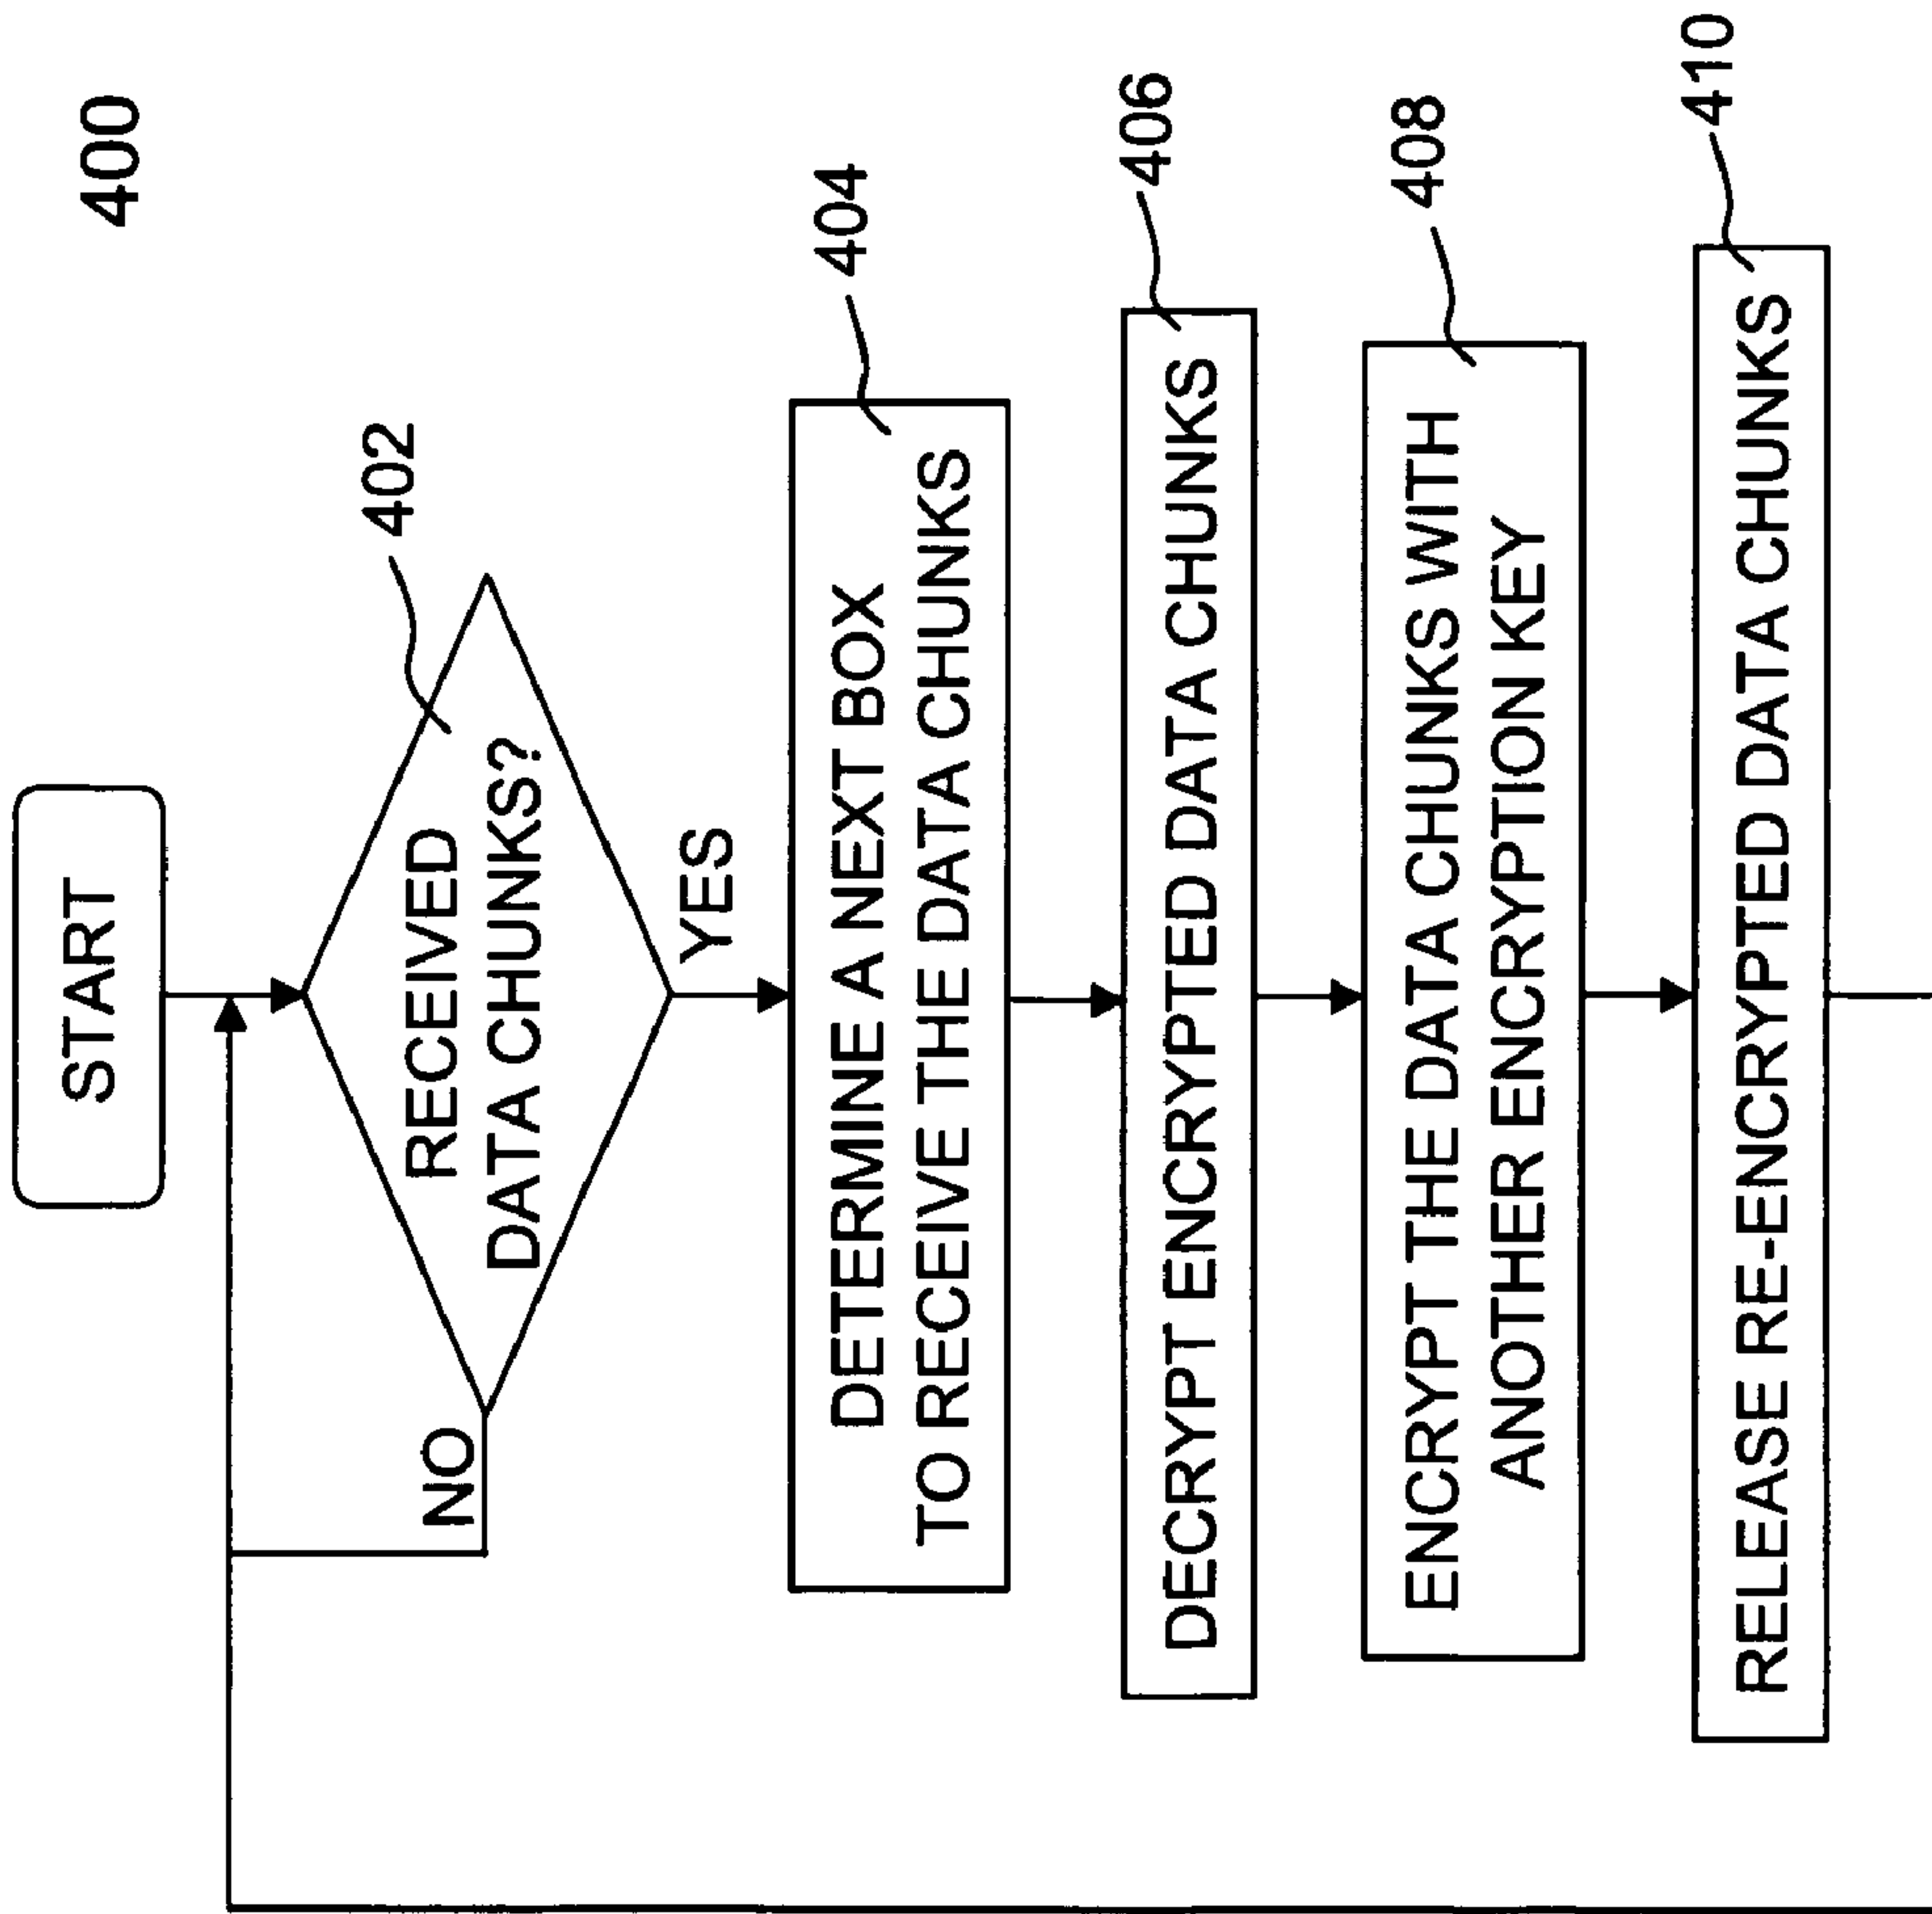 400
START
402
RECEIVED
DATA CHUNKS?
NO
YES
404
DETERMINE A NEXT BOX
TO RECEIVE THE DATA CHUNKS
406
DECRYPT ENCRYPTED DATA CHUNKS
408
ENCRYPT THE DATA CHUNKS WITH
ANOTHER ENCRYPTION KEY
410
RELEASE RE-ENCRYPTED DATA CHUNKS